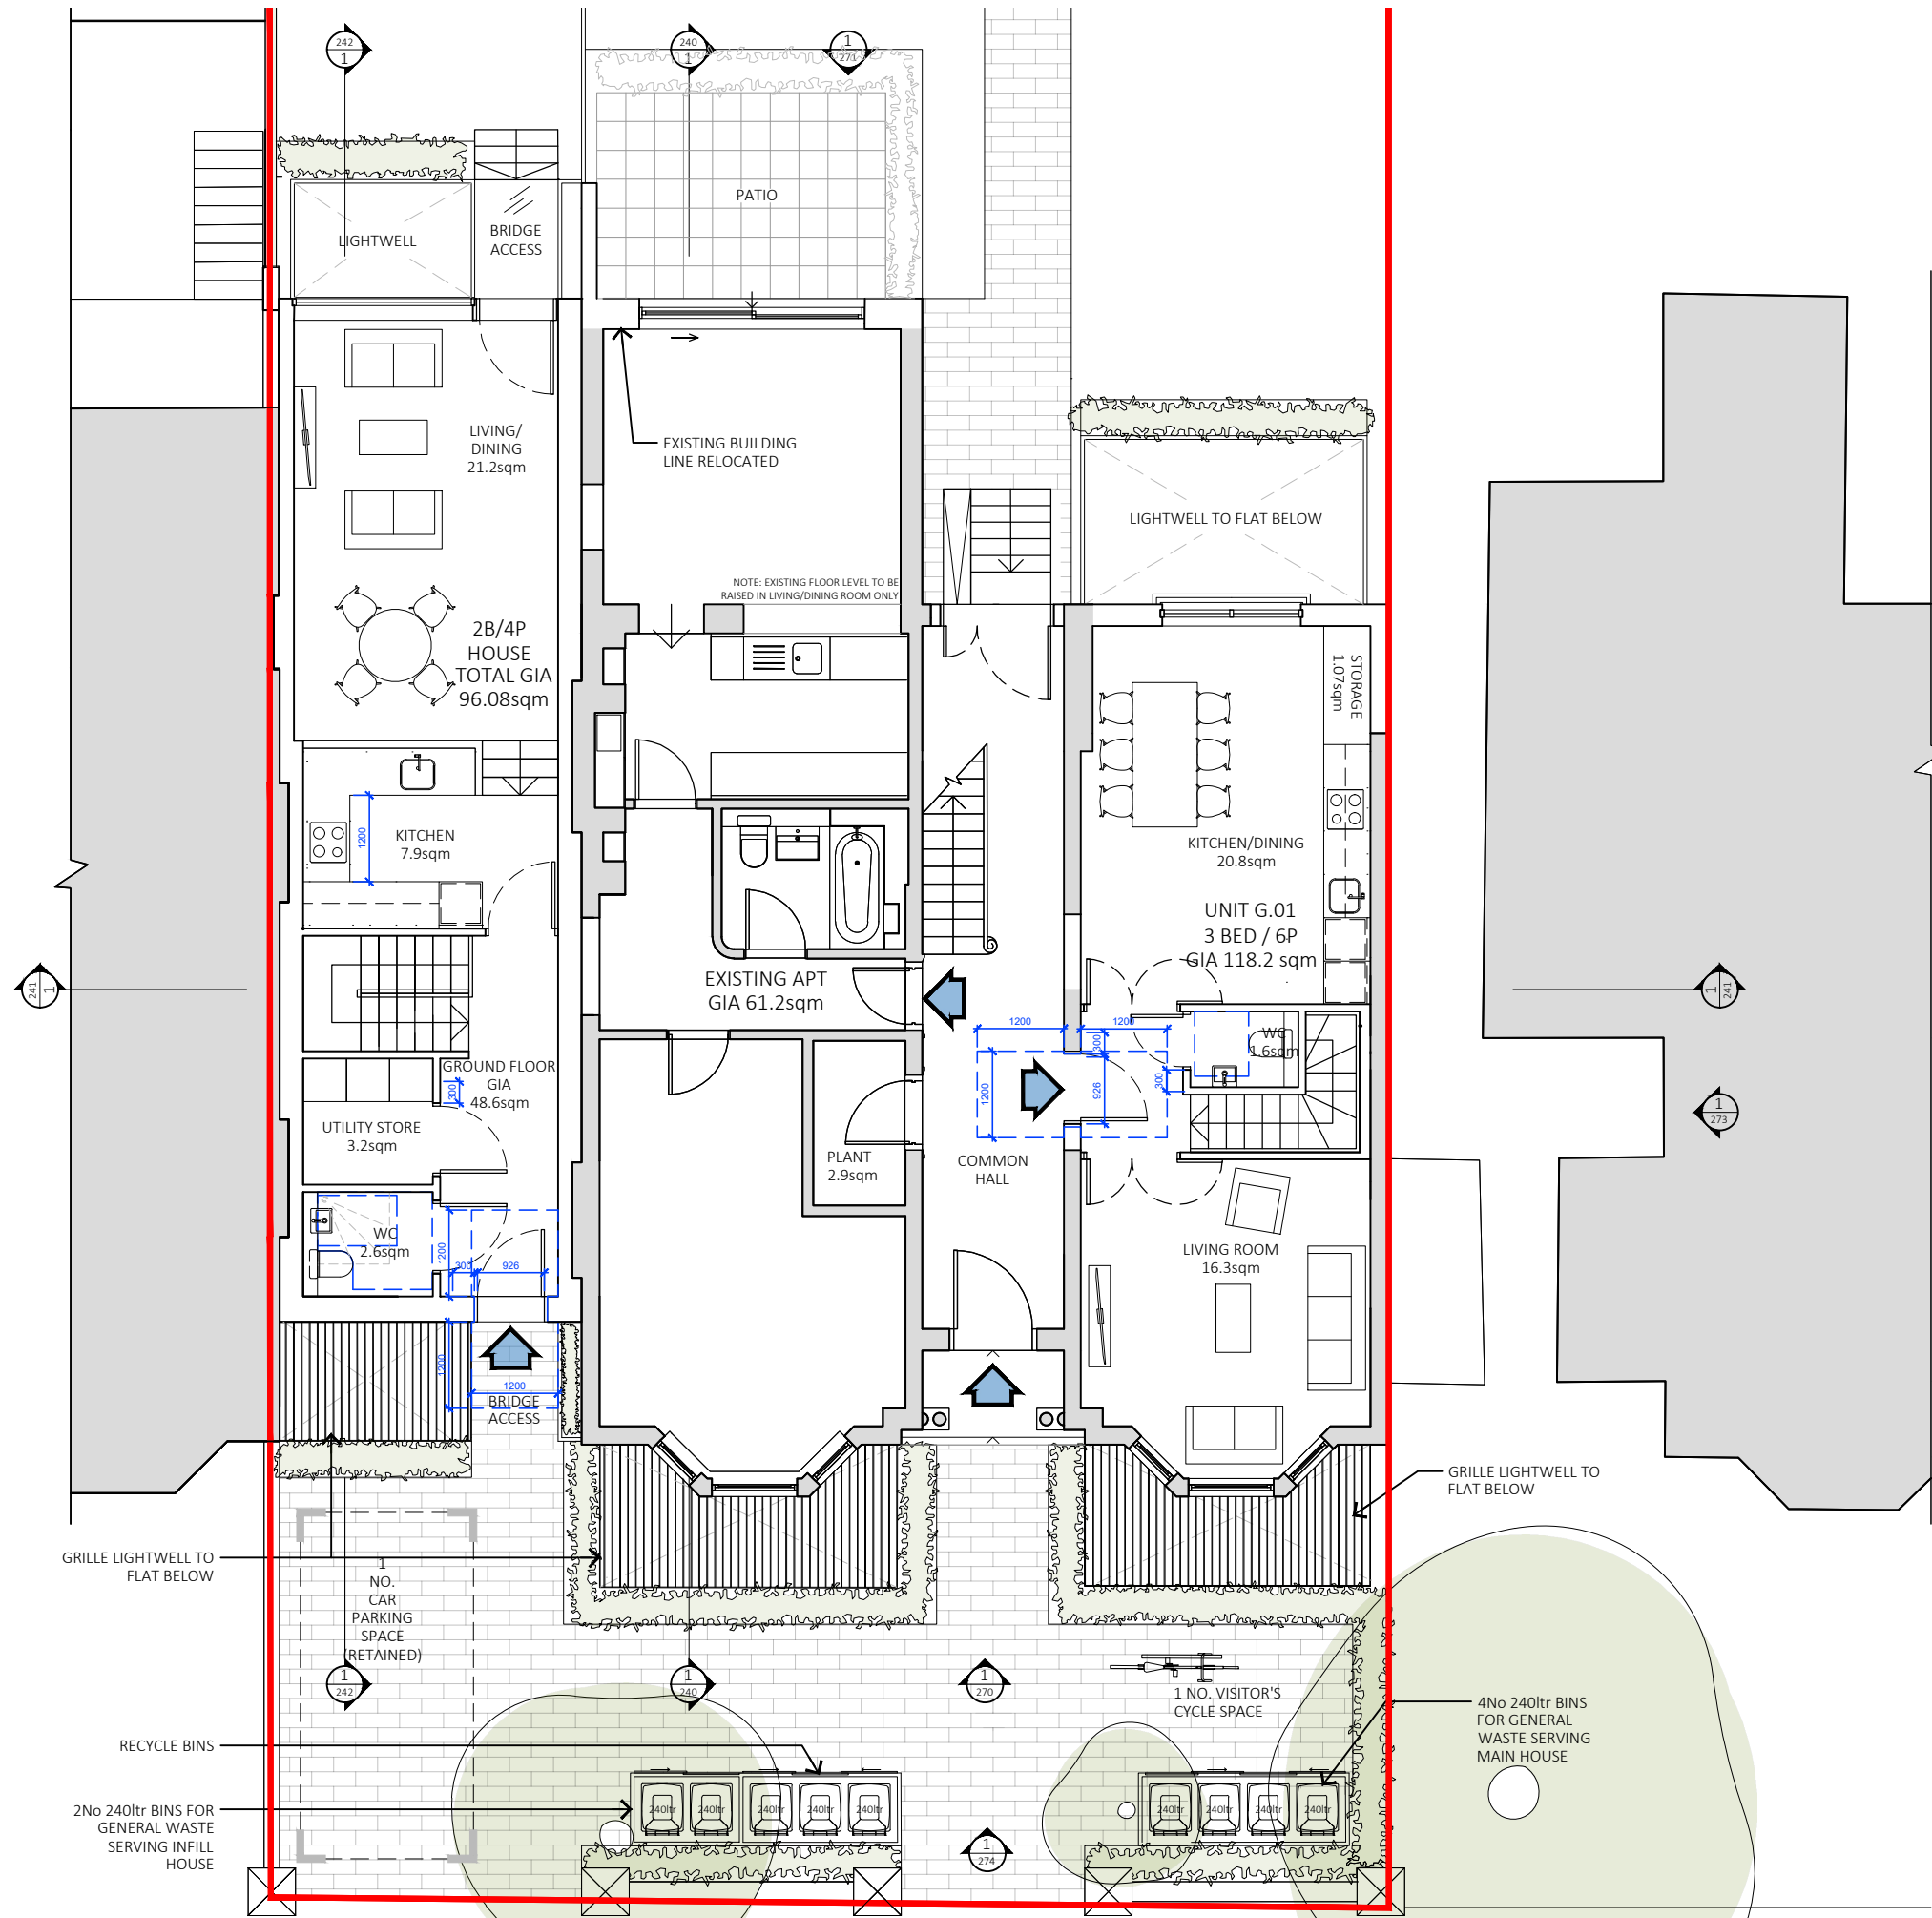 242
1
240
1
1
271
PATIO
LIGHTWELL
BRIDGE
ACCESS
LIVING/
DINING
21.2sqm
EXISTING BUILDING
LINE RELOCATED
LIGHTWELL TO FLAT BELOW
NOTE: EXISTING FLOOR LEVEL TO BE
RAISED IN LIVING/DINING ROOM ONLY
2B/4P
HOUSE
TOTAL GIA
96.08sqm
STORAGE
1.07sqm
KITCHEN
7.9sqm
1200
KITCHEN/DINING
20.8sqm
UNIT G.01
3 BED / 6P
GIA 118.2 sqm
EXISTING APT
GIA 61.2sqm
241
1
1
241
1200
1200
300
WC
1.6sqm
GROUND FLOOR
GIA
48.6sqm
300
1200
926
300
1
273
UTILITY STORE
3.2sqm
PLANT
2.9sqm
COMMON
HALL
WC
2.6sqm
1200
300
926
LIVING ROOM
16.3sqm
1200
1200
BRIDGE
ACCESS
GRILLE LIGHTWELL TO
FLAT BELOW
GRILLE LIGHTWELL TO
FLAT BELOW
1
NO.
CAR
PARKING
SPACE
(RETAINED)
1
242
1
240
1
270
1 NO. VISITOR'S
CYCLE SPACE
4No 240ltr BINS
FOR GENERAL
WASTE SERVING
MAIN HOUSE
RECYCLE BINS
2No 240ltr BINS FOR
GENERAL WASTE
SERVING INFILL
HOUSE
240ltr
240ltr
240ltr
240ltr
240ltr
240ltr
240ltr
240ltr
240ltr
1
274